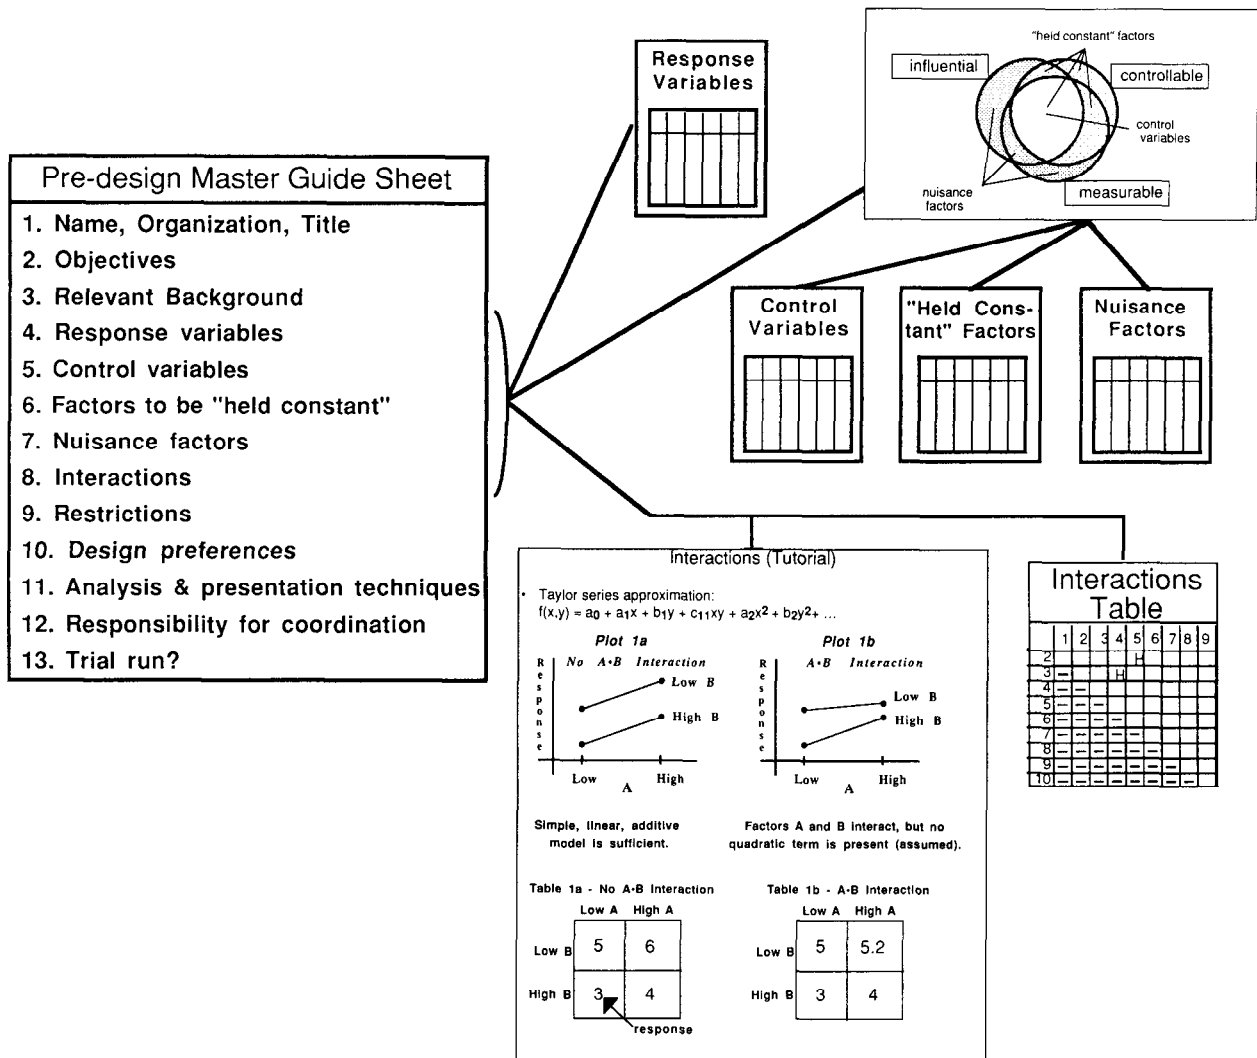 Pre-design Master Guide Sheet
1. Name, Organization, Title
2. Objectives
3. Relevant Background
4. Response variables
5. Control variables
6. Factors to be "held constant"
7. Nuisance factors
8. Interactions
9. Restrictions
10. Design preferences
11. Analysis & presentation techniques
12. Responsibility for coordination
13. Trial run?
Response
Variables
"held constant" factors
influential
controllable
control
variables
nuisance
factors
measurable
Control
Variables
"Held Cons-
tant" Factors
Nuisance
Factors
Interactions (Tutorial)
• Taylor series approximation:
f(x,y) = a₀ + a₁x + b₁y + c₁₁xy + a₂x² + b₂y² + ...
Plot 1a
No A•B Interaction
Response
Low B
High B
Low High
A
Simple, linear, additive
model is sufficient.
Plot 1b
A•B Interaction
Response
Low B
High B
Low High
A
Factors A and B interact, but no
quadratic term is present (assumed).
Table 1a - No A•B Interaction
Low A High A
Low B 5 6
High B 3 4
response
Table 1b - A•B Interaction
Low A High A
Low B 5 5.2
High B 3 4
Interactions
Table
1 2 3 4 5 6 7 8 9
2 H
3 – H
4 – –
5 – – –
6 – – – –
7 – – – – –
8 – – – – – –
9 – – – – – – –
10 – – – – – – – –